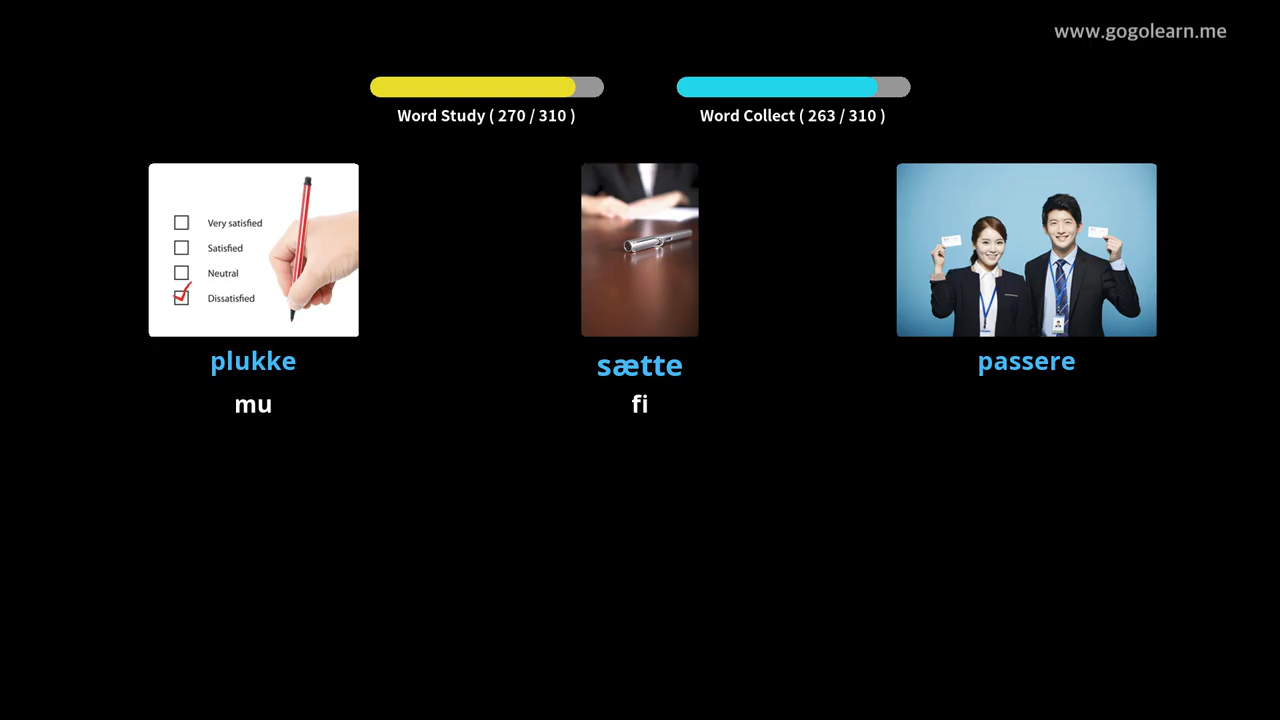 www.gogolearn.me
Word Study ( 270 / 310 )
Word Collect ( 263 / 310 )
Very satisfied
Satisfied
Neutral
Dissatisfied
plukke
sætte
passere
mu
fi